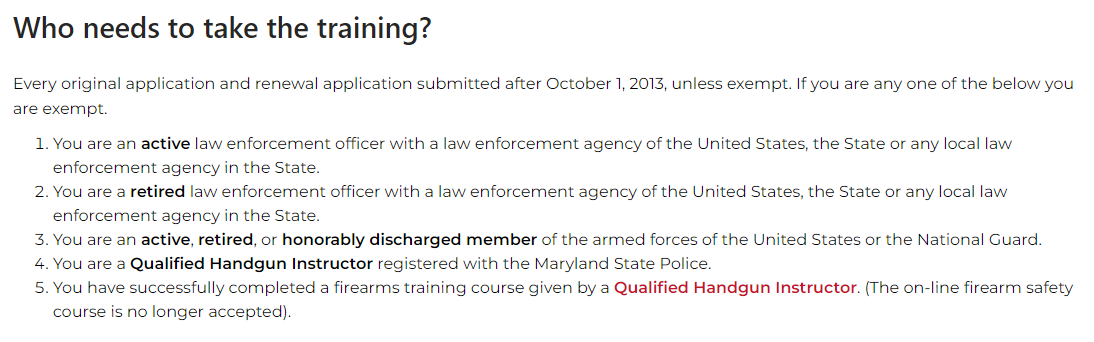 Who needs to take the training?
Every original application and renewal application submitted after October 1, 2013, unless exempt. If you are any one of the below you
are exempt.
1. You are an active law enforcement officer with a law enforcement agency of the United States, the State or any local law
enforcement agency in the State.
2. You are a retired law enforcement officer with a law enforcement agency of the United States, the State or any local law
enforcement agency in the State.
3. You are an active, retired, or honorably discharged member of the armed forces of the United States or the National Guard.
4. You are a Qualified Handgun Instructor registered with the Maryland State Police.
5. You have successfully completed a firearms training course given by a Qualified Handgun Instructor. (The on-line firearm safety
course is no longer accepted).